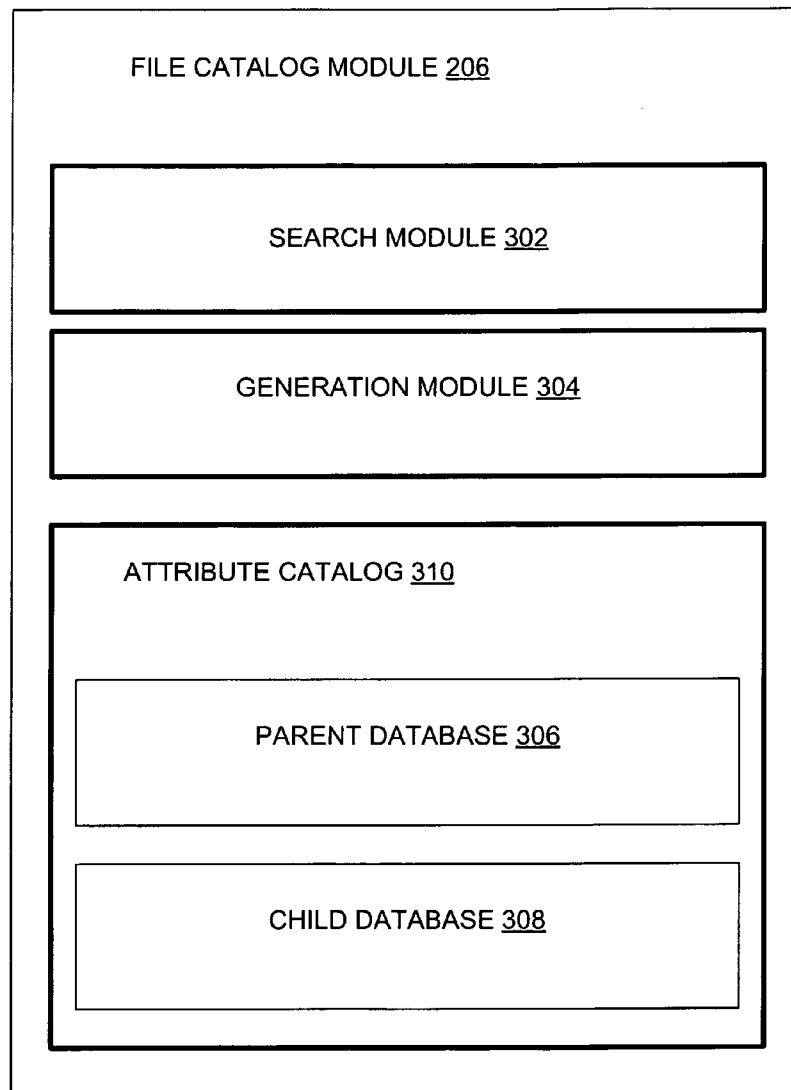 FILE CATALOG MODULE 206
SEARCH MODULE 302
GENERATION MODULE 304
ATTRIBUTE CATALOG 310
PARENT DATABASE 306
CHILD DATABASE 308